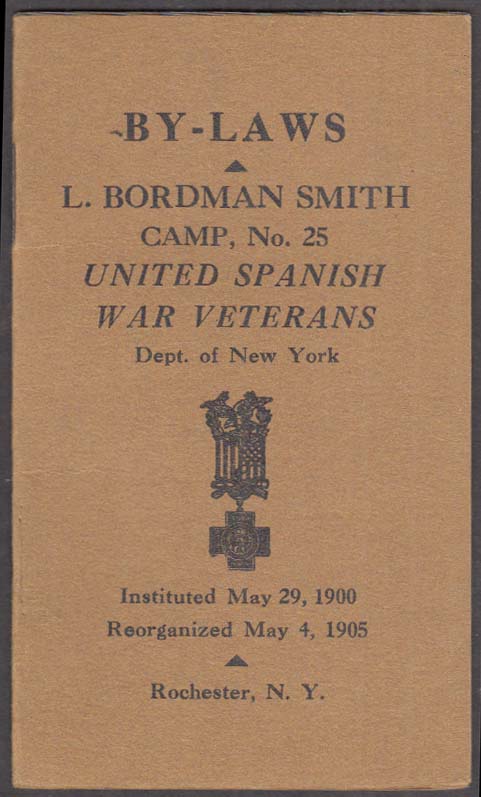 BY-LAWS
L. BORDMAN SMITH
CAMP, No. 25
UNITED SPANISH
WAR VETERANS
Dept. of New York
Instituted May 29, 1900
Reorganized May 4, 1905
Rochester, N. Y.